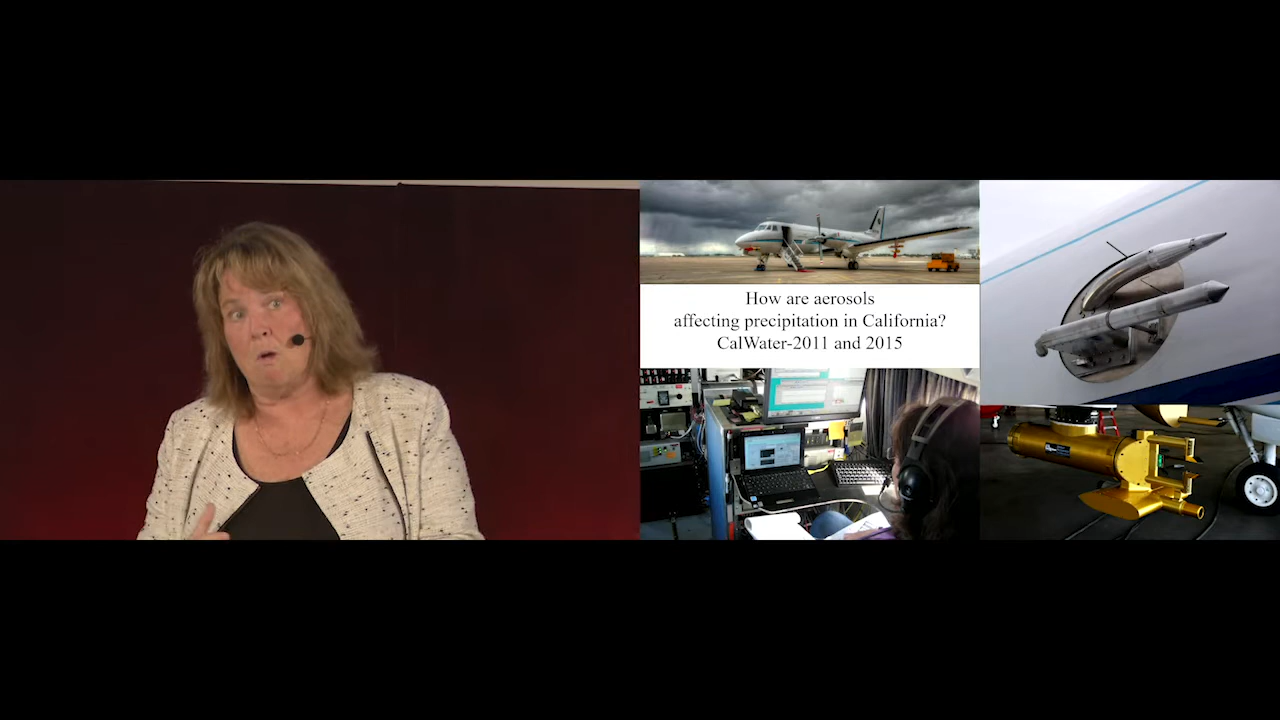 How are aerosols
affecting precipitation in California?
CalWater-2011 and 2015